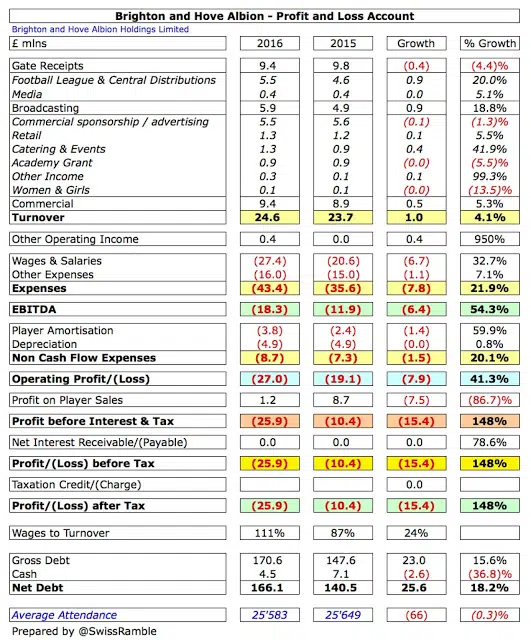 Brighton and Hove Albion - Profit and Loss Account
Brighton and Hove Albion Holdings Limited
£ mlns 2016 2015 Growth % Growth
Gate Receipts 9.4 9.8 (0.4) (4.4)%
Football League & Central Distributions 5.5 4.6 0.9 20.0%
Media 0.4 0.4 0.0 5.1%
Broadcasting 5.9 4.9 0.9 18.8%
Commercial sponsorship / advertising 5.5 5.6 (0.1) (1.3)%
Retail 1.3 1.2 0.1 5.5%
Catering & Events 1.3 0.9 0.4 41.9%
Academy Grant 0.9 0.9 (0.0) (5.5)%
Other Income 0.3 0.1 0.1 99.3%
Women & Girls 0.1 0.1 (0.0) (13.5)%
Commercial 9.4 8.9 0.5 5.3%
Turnover 24.6 23.7 1.0 4.1%
Other Operating Income 0.4 0.0 0.4 950%
Wages & Salaries (27.4) (20.6) (6.7) 32.7%
Other Expenses (16.0) (15.0) (1.1) 7.1%
Expenses (43.4) (35.6) (7.8) 21.9%
EBITDA (18.3) (11.9) (6.4) 54.3%
Player Amortisation (3.8) (2.4) (1.4) 59.9%
Depreciation (4.9) (4.9) (0.0) 0.8%
Non Cash Flow Expenses (8.7) (7.3) (1.5) 20.1%
Operating Profit/(Loss) (27.0) (19.1) (7.9) 41.3%
Profit on Player Sales 1.2 8.7 (7.5) (86.7)%
Profit before Interest & Tax (25.9) (10.4) (15.4) 148%
Net Interest Receivable/(Payable) 0.0 0.0 0.0 78.6%
Profit/(Loss) before Tax (25.9) (10.4) (15.4) 148%
Taxation Credit/(Charge) 0.0
Profit/(Loss) after Tax (25.9) (10.4) (15.4) 148%
Wages to Turnover 111% 87% 24%
Gross Debt 170.6 147.6 23.0 15.6%
Cash 4.5 7.1 (2.6) (36.8)%
Net Debt 166.1 140.5 25.6 18.2%
Average Attendance 25'583 25'649 (66) (0.3)%
Prepared by @SwissRamble